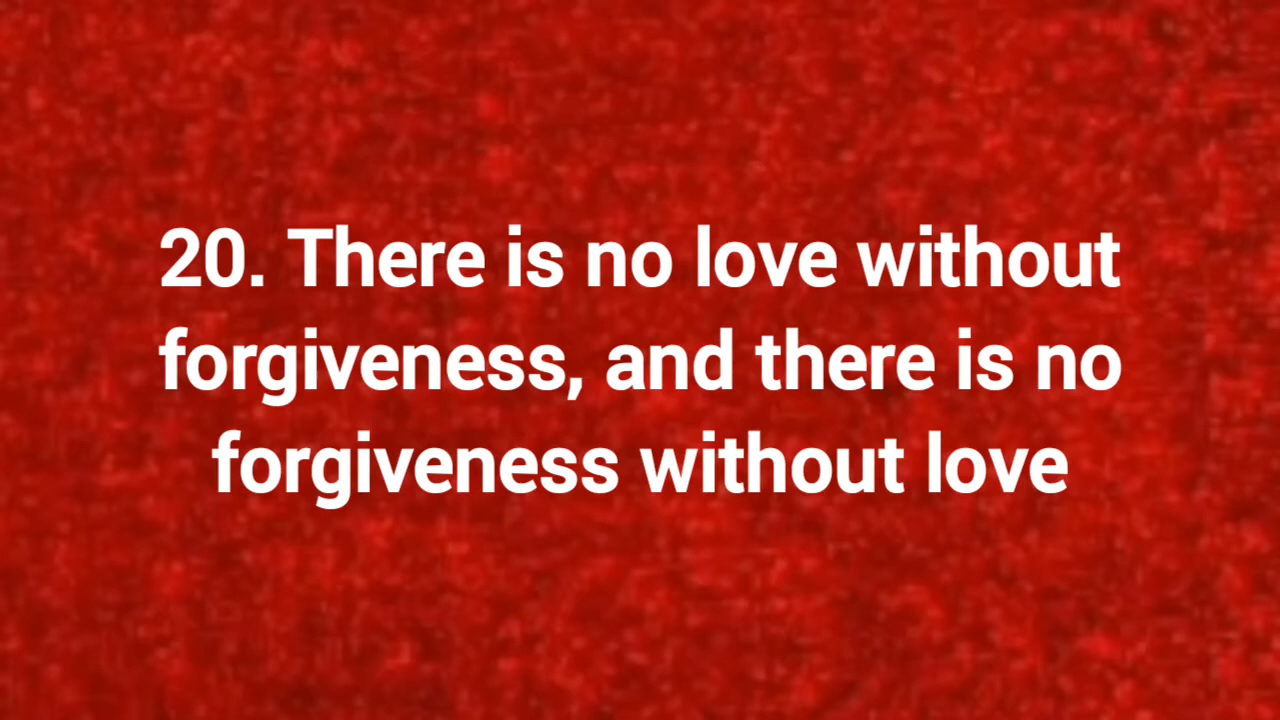 20. There is no love without
forgiveness, and there is no
forgiveness without love